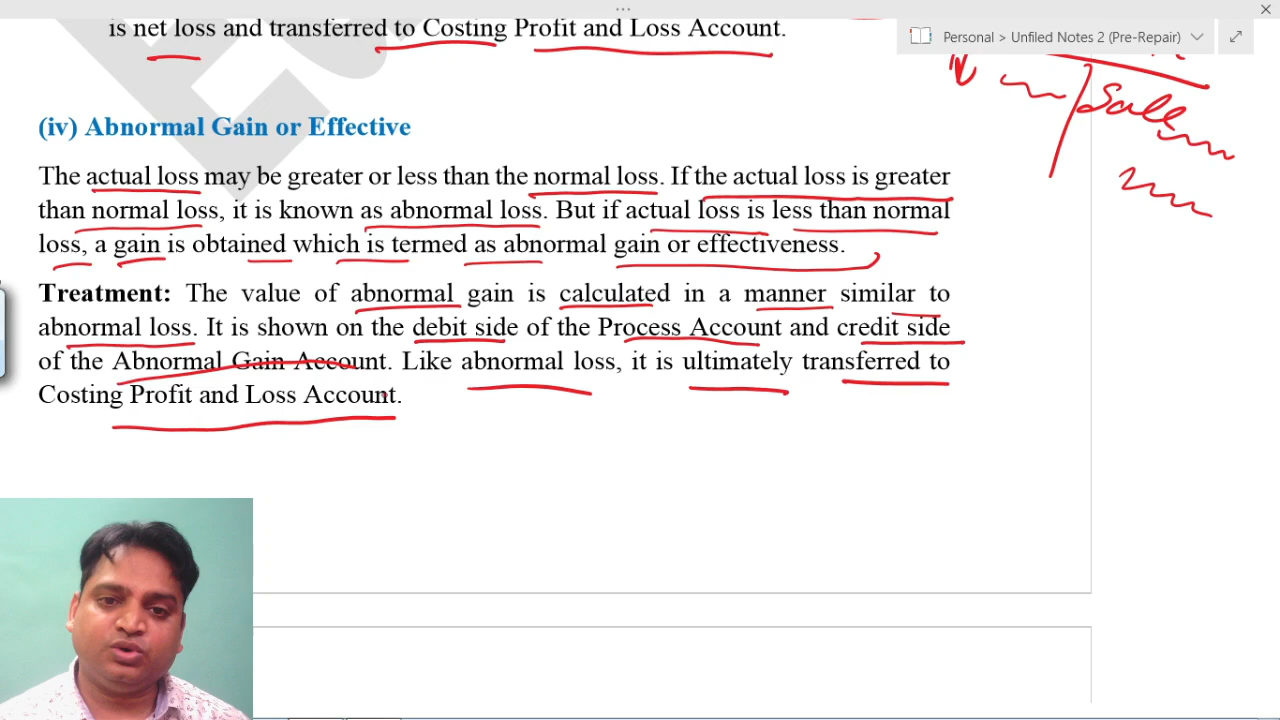 is net loss and transferred to Costing Profit and Loss Account.
Personal > Unfiled Notes 2 (Pre-Repair)
Sale
(iv) Abnormal Gain or Effective
The actual loss may be greater or less than the normal loss. If the actual loss is greater
than normal loss, it is known as abnormal loss. But if actual loss is less than normal
loss, a gain is obtained which is termed as abnormal gain or effectiveness.
Treatment: The value of abnormal gain is calculated in a manner similar to
abnormal loss. It is shown on the debit side of the Process Account and credit side
of the Abnormal Gain Account. Like abnormal loss, it is ultimately transferred to
Costing Profit and Loss Account.